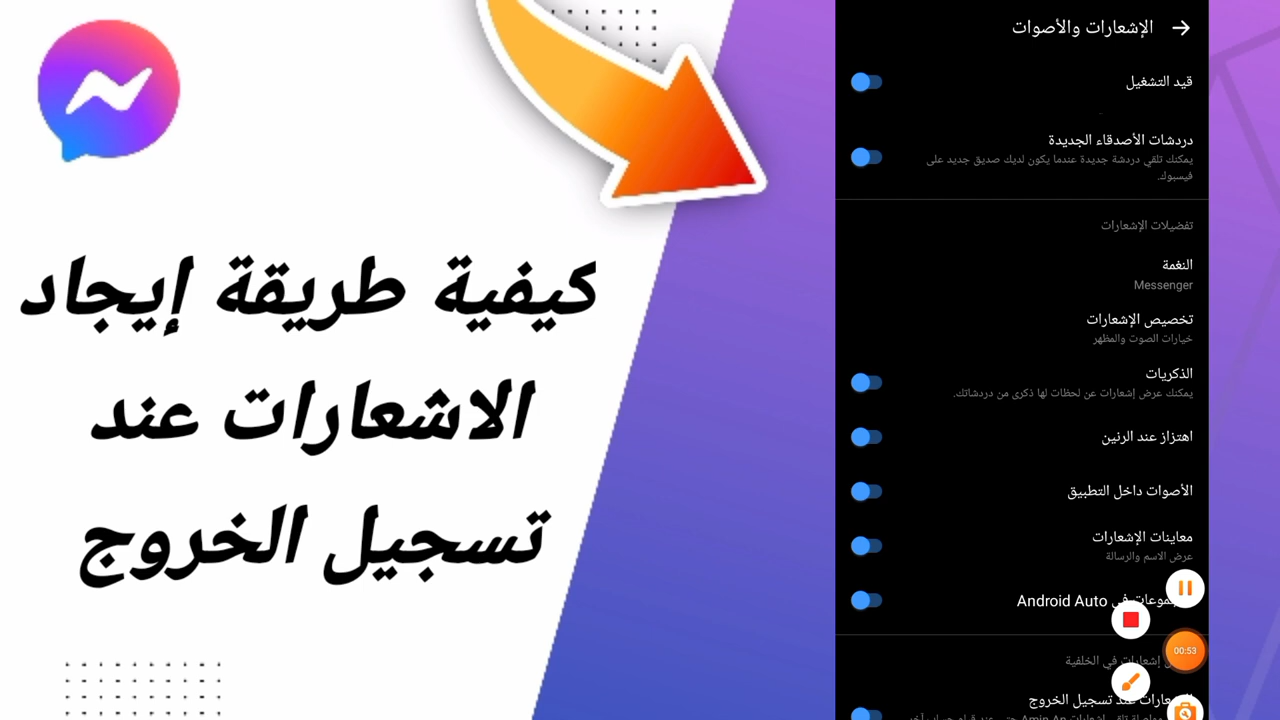 كيفية طريقة إيجاد
الاشعارات عند
تسجيل الخروج
الإشعارات والأصوات
قيد التشغيل
دردشات الأصدقاء الجديدة
يمكنك تلقي دردشة جديدة عندما يكون لديك صديق جديد على
فيسبوك.
تفضيلات الإشعارات
النغمة
Messenger
تخصيص الإشعارات
خيارات الصوت والمظهر
الذكريات
يمكنك عرض إشعارات عن لحظات لها ذكرى من دردشاتك.
اهتزاز عند الرنين
الأصوات داخل التطبيق
معاينات الإشعارات
عرض الاسم والرسالة
في Android Auto
00:53
إشعارات في الخلفية
عند تسجيل الخروج